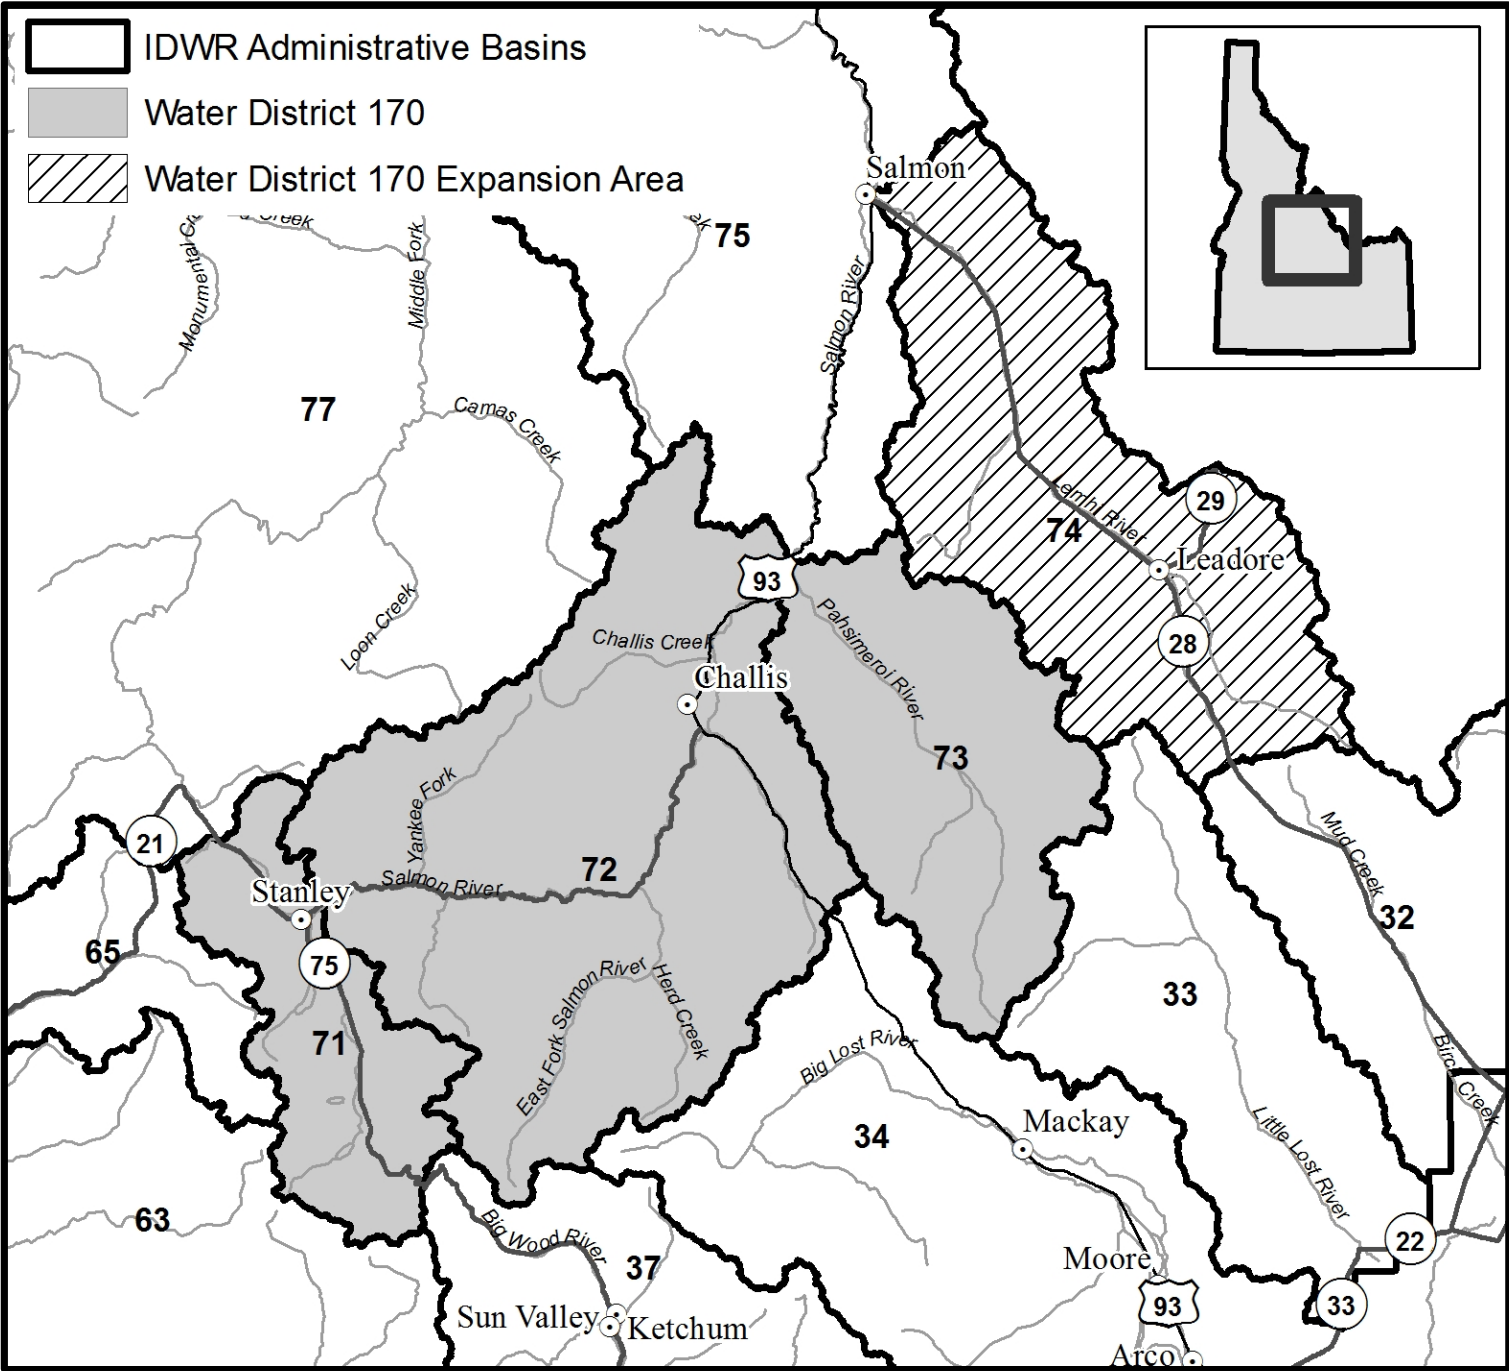 IDWR Administrative Basins
Water District 170
Water District 170 Expansion Area
Salmon
Creek
75
Monumental
Middle Fork
Salmon River
77
Camas Creek
29
Lemhi River
74
Leadore
93
Loon Creek
Challis Creek
Pahsimeroi River
28
Challis
73
Yankee Fork
Mud Creek
21
72
Salmon River
Stanley
32
65
75
East Fork Salmon River
Herd Creek
33
71
Big Lost River
Birch Creek
Mackay
34
Little Lost River
63
Big Wood River
22
37
Moore
93
33
Sun Valley
Ketchum
Arco